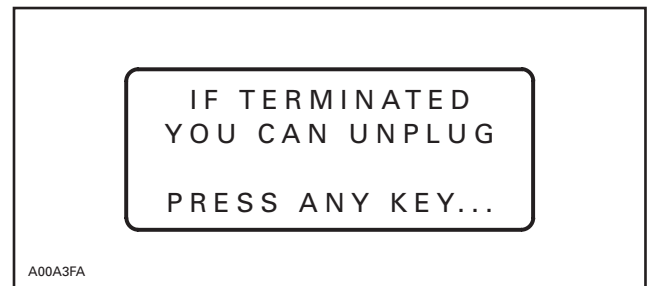 IF TERMINATED
YOU CAN UNPLUG
PRESS ANY KEY...
A00A3FA